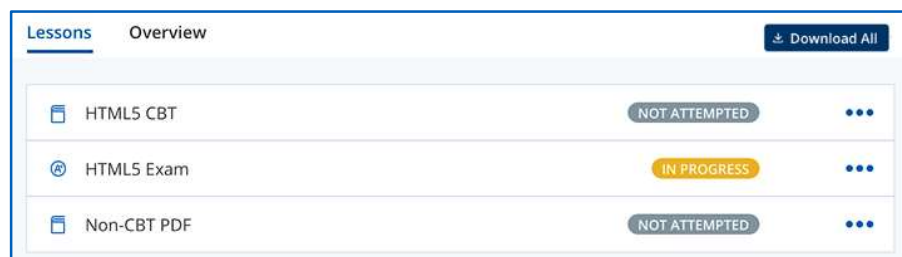 Lessons Overview Download All
HTML5 CBT NOT ATTEMPTED
HTML5 Exam IN PROGRESS
Non-CBT PDF NOT ATTEMPTED